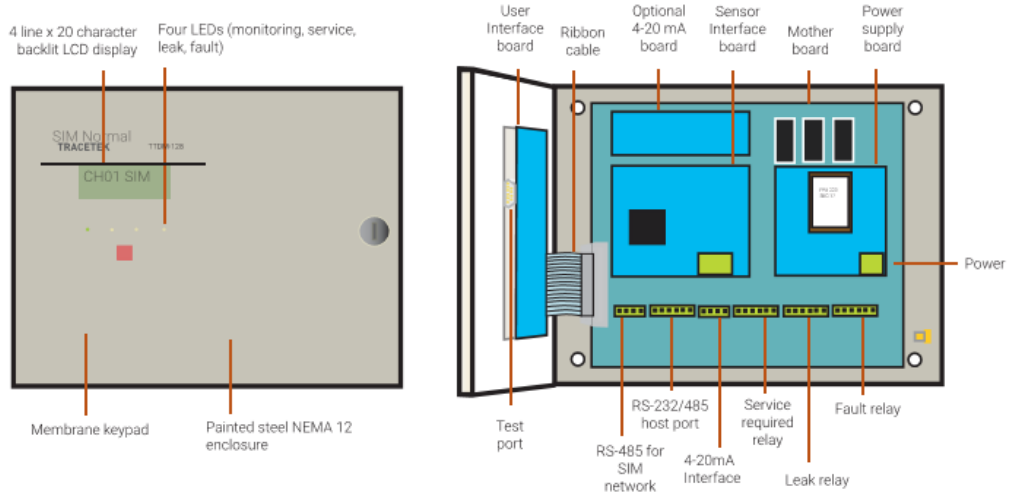 4 line x 20 character
backlit LCD display
Four LEDs (monitoring, service,
leak, fault)
SIM Normal
TRACETEK
CH01 SIM
Membrane keypad
Painted steel NEMA 12
enclosure
User
Interface
board
Ribbon
cable
Optional
4-20 mA
board
Sensor
Interface
board
Mother
board
Power
supply
board
Power
Test
port
RS-485 for
SIM
network
RS-232/485
host port
4-20mA
Interface
Service
required
relay
Leak relay
Fault relay